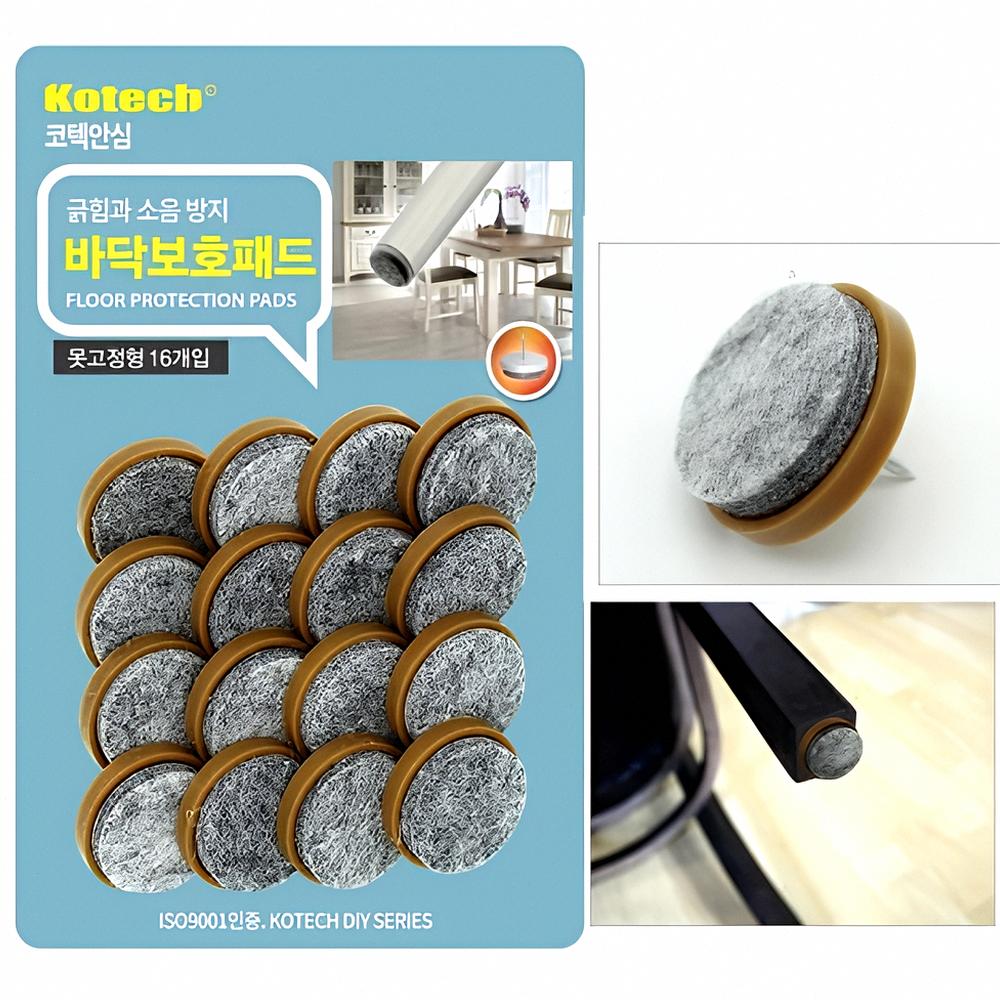 Kotech
코텍안심
긁힘과 소음 방지
바닥보호패드
FLOOR PROTECTION PADS
못고정형 16개입
ISO9001인증. KOTECH DIY SERIES